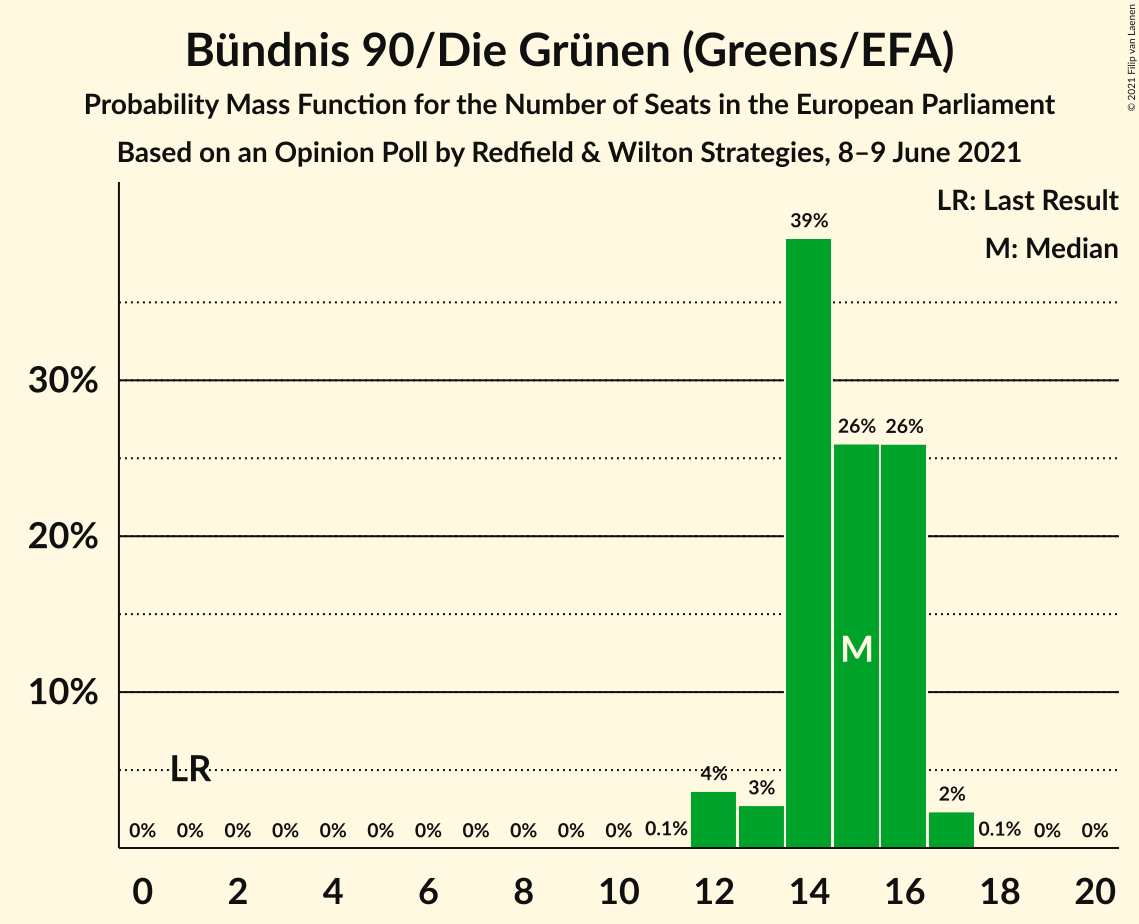 Bündnis 90/Die Grünen (Greens/EFA)
Probability Mass Function for the Number of Seats in the European Parliament
Based on an Opinion Poll by Redfield & Wilton Strategies, 8–9 June 2021
© 2021 Filip van Laenen
LR: Last Result
M: Median
39%
30%
26% 26%
20%
M
10%
LR
4%
3%
2%
0% 0% 0% 0% 0% 0% 0% 0% 0% 0% 0% 0.1% 0.1% 0% 0%
0 2 4 6 8 10 12 14 16 18 20